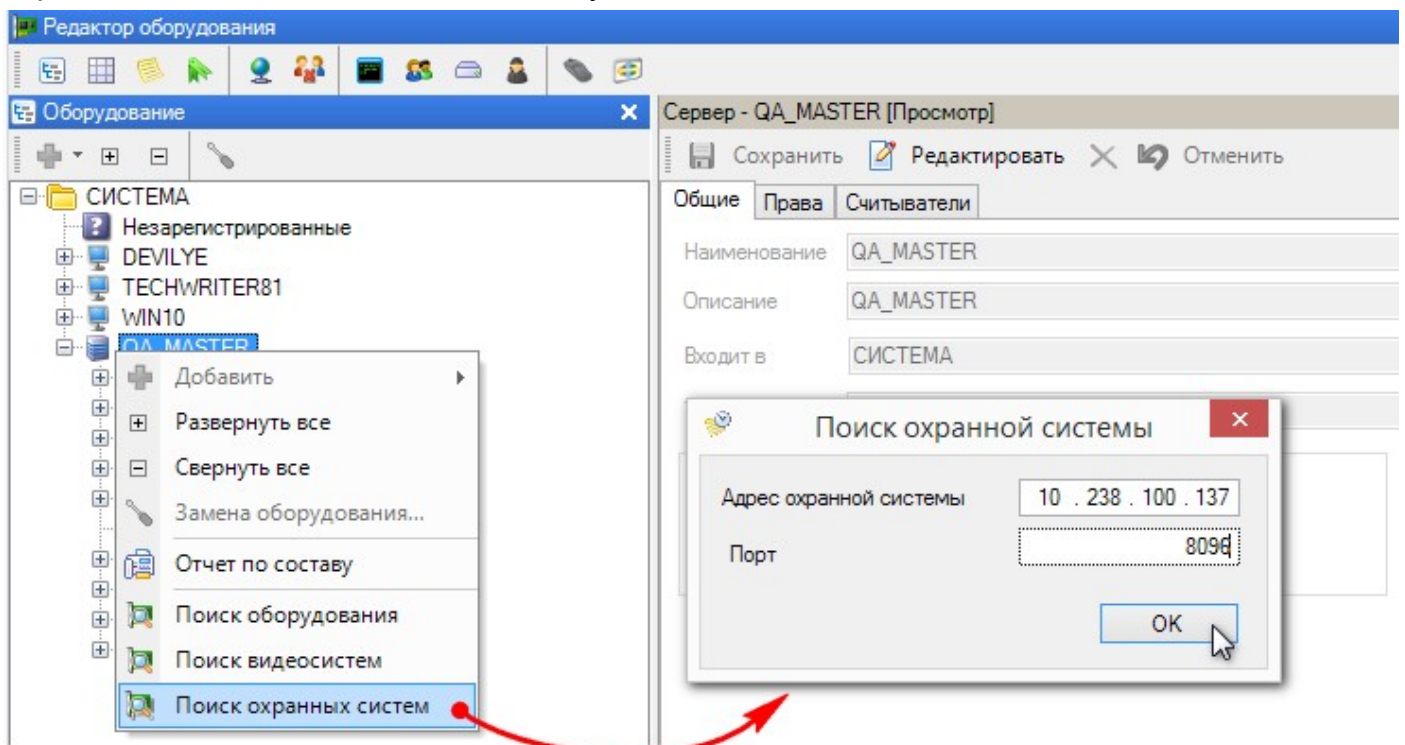 Редактор оборудования
Оборудование
Сервер - QA_MASTER [Просмотр]
Сохранить Редактировать Отменить
СИСТЕМА
Незарегистрированные
DEVILYE
TECHWRITER81
WIN10
QA_MASTER
Добавить
Развернуть все
Свернуть все
Замена оборудования...
Отчет по составу
Поиск оборудования
Поиск видеосистем
Поиск охранных систем
Общие Права Считыватели
Наименование QA_MASTER
Описание QA_MASTER
Входит в СИСТЕМА
Поиск охранной системы
Адрес охранной системы 10 . 238 . 100 . 137
Порт 8096
OK